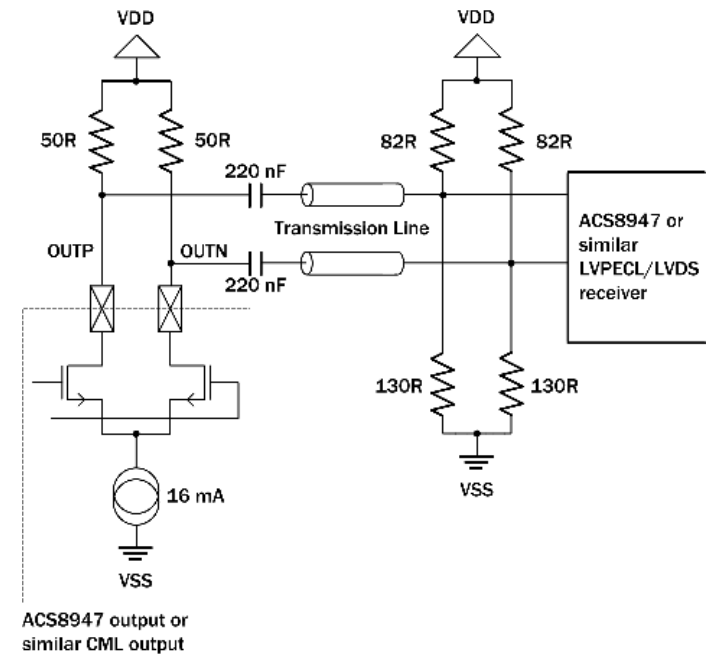 VDD
VDD
50R
50R
82R
82R
220 nF
Transmission Line
OUTP
OUTN
220 nF
ACS8947 or
similar
LVPECL/LVDS
receiver
130R
130R
16 mA
VSS
VSS
ACS8947 output or
similar CML output